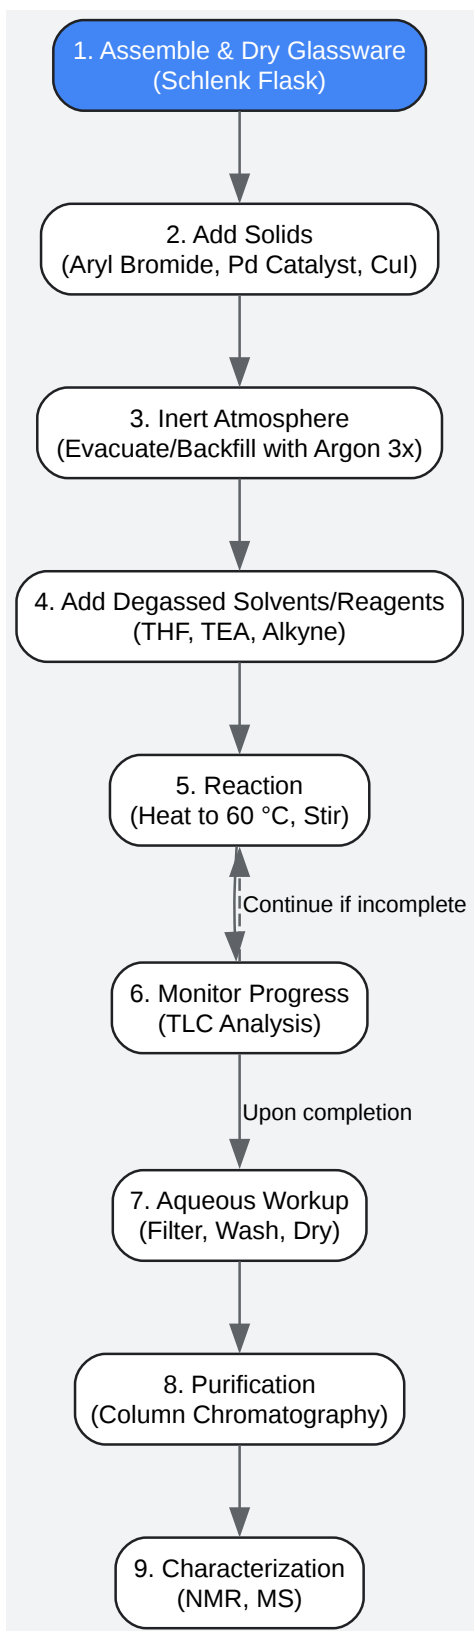 1. Assemble & Dry Glassware
(Schlenk Flask)
2. Add Solids
(Aryl Bromide, Pd Catalyst, CuI)
3. Inert Atmosphere
(Evacuate/Backfill with Argon 3x)
4. Add Degassed Solvents/Reagents
(THF, TEA, Alkyne)
5. Reaction
(Heat to 60 °C, Stir)
Continue if incomplete
6. Monitor Progress
(TLC Analysis)
Upon completion
7. Aqueous Workup
(Filter, Wash, Dry)
8. Purification
(Column Chromatography)
9. Characterization
(NMR, MS)